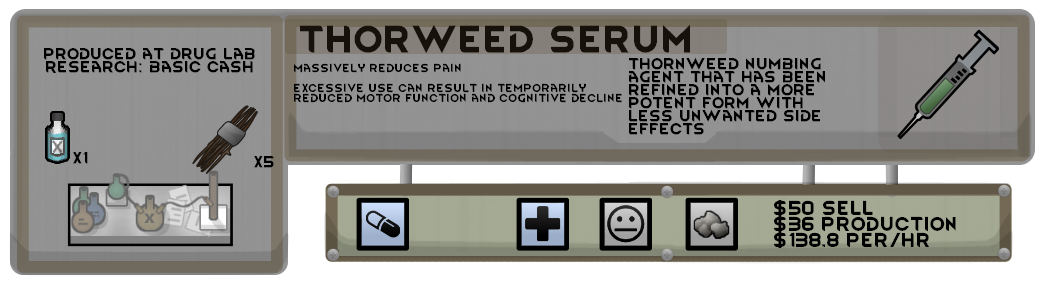 PRODUCED AT DRUG LAB
RESEARCH: BASIC CASH
X1
X5
X
THORWEED SERUM
MASSIVELY REDUCES PAIN
EXCESSIVE USE CAN RESULT IN TEMPORARILY
REDUCED MOTOR FUNCTION AND COGNITIVE DECLINE
THORNWEED NUMBING
AGENT THAT HAS BEEN
REFINED INTO A MORE
POTENT FORM WITH
LESS UNWANTED SIDE
EFFECTS
$50 SELL
$36 PRODUCTION
$138.8 PER/HR